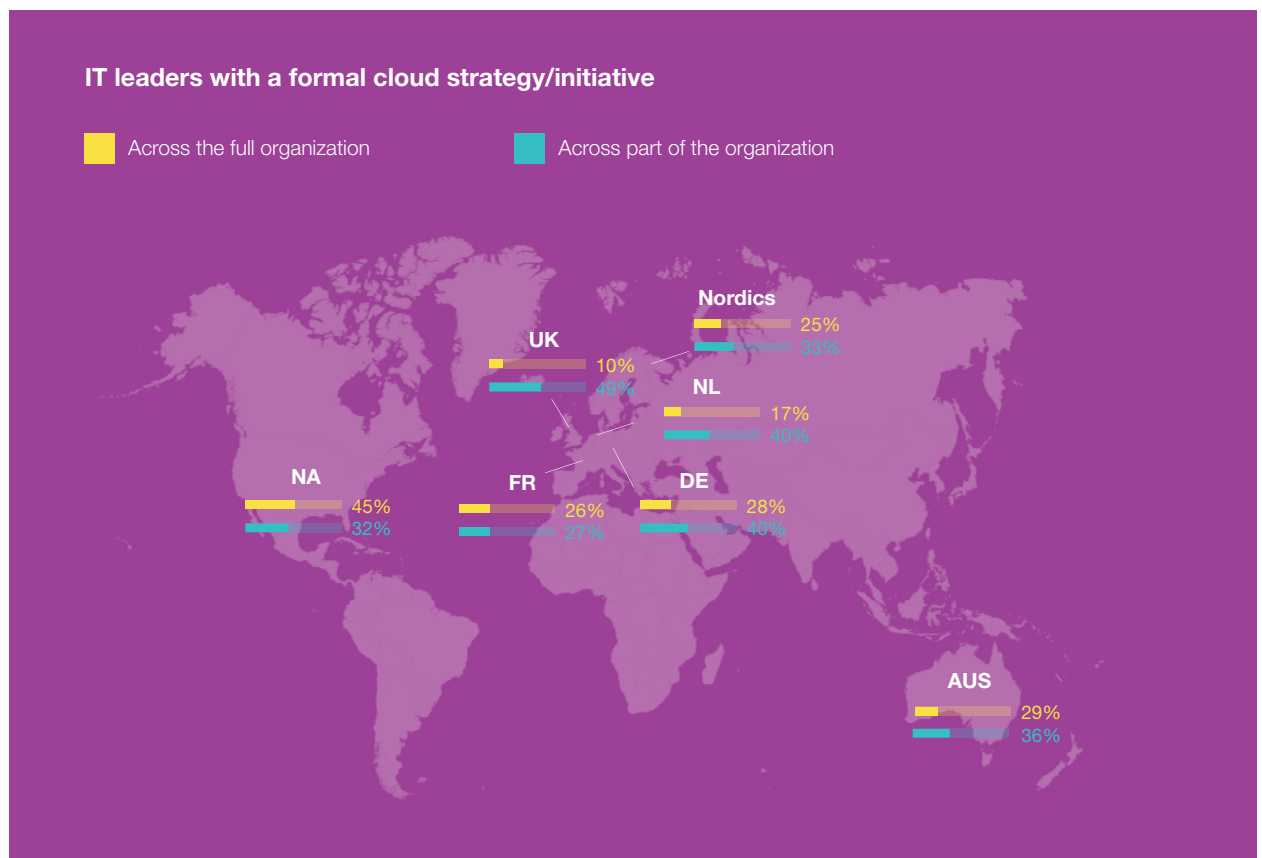 IT leaders with a formal cloud strategy/initiative
Across the full organization
Across part of the organization
Nordics
25%
33%
UK
10%
49%
NL
17%
40%
NA
45%
32%
FR
26%
27%
DE
28%
40%
AUS
29%
36%